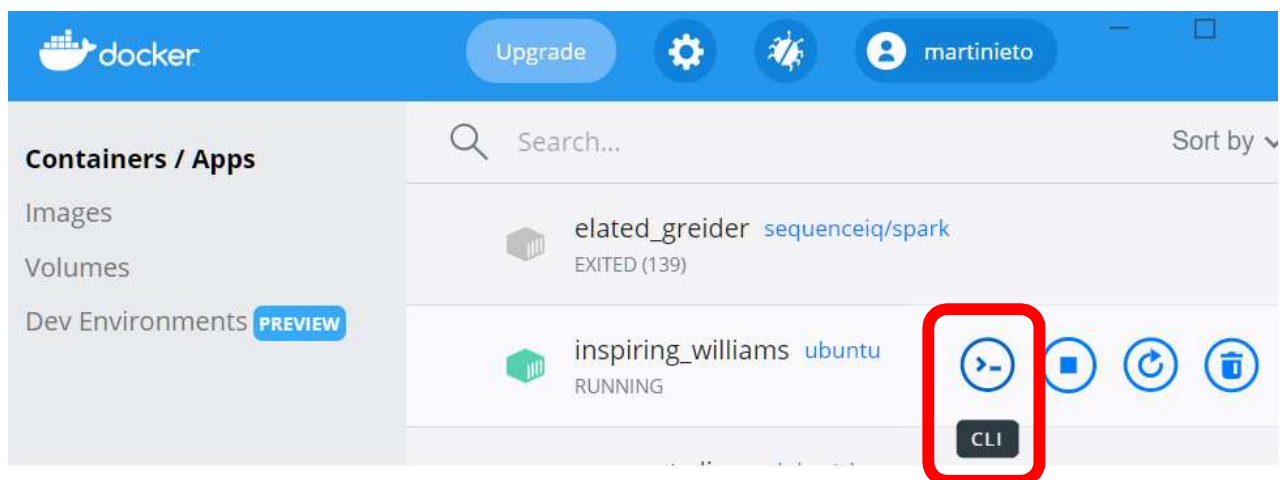 docker
Upgrade
martinieto
Containers / Apps
Images
Volumes
Dev Environments PREVIEW
Search...
Sort by
elated_greider sequenceiq/spark
EXITED (139)
inspiring_williams ubuntu
RUNNING
CLI